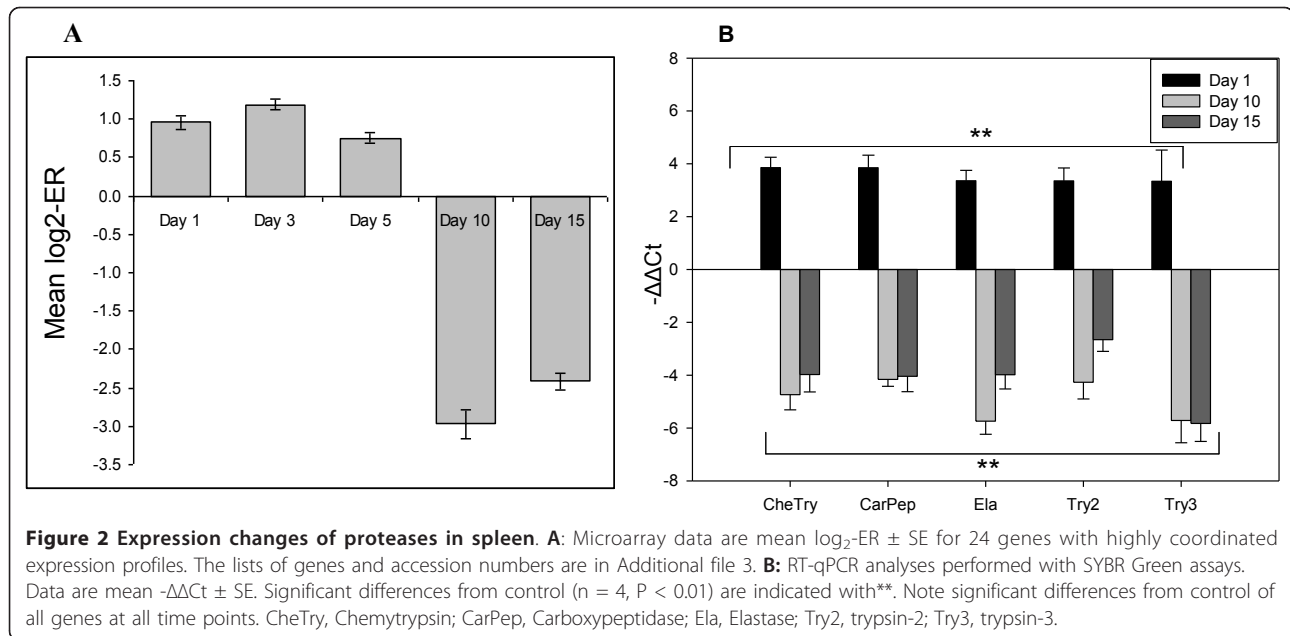 A
1.5
1.0
0.5
0.0
-0.5
-1.0
-1.5
-2.0
-2.5
-3.0
-3.5
Mean log2-ER
Day 1
Day 3
Day 5
Day 10
Day 15
B
8
6
4
2
0
-2
-4
-6
-8
-ΔΔCt
Day 1
Day 10
Day 15
**
**
CheTry
CarPep
Ela
Try2
Try3
Figure 2 Expression changes of proteases in spleen. A: Microarray data are mean log2-ER ± SE for 24 genes with highly coordinated
expression profiles. The lists of genes and accession numbers are in Additional file 3. B: RT-qPCR analyses performed with SYBR Green assays.
Data are mean -ΔΔCt ± SE. Significant differences from control (n = 4, P < 0.01) are indicated with**. Note significant differences from control of
all genes at all time points. CheTry, Chemytrypsin; CarPep, Carboxypeptidase; Ela, Elastase; Try2, trypsin-2; Try3, trypsin-3.